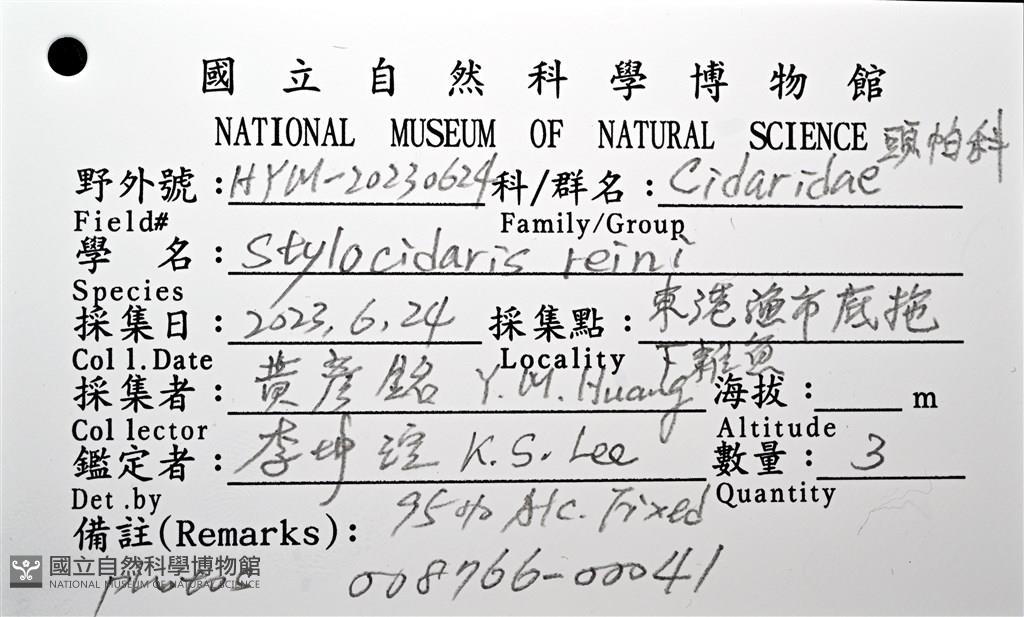 國立自然科學博物館
NATIONAL MUSEUM OF NATURAL SCIENCE 頭帕科
野外號：HYM-20230624 科/群名：Cidaridae
Field# Family/Group
學 名：Stylocidaris reini
Species
採集日：2023,6,24 採集點：東港漁市底拖
Coll.Date Locality 下雜魚
採集者：黃彥銘 Y.M.Huang 海拔：m
Collector Altitude
鑑定者：李坤瑄 K.S.Lee 數量：3
Det.by Quantity
備註(Remarks)： 95% Alc. Fixed
國立自然科學博物館
NATIONAL MUSEUM OF NATURAL SCIENCE
008766-00041